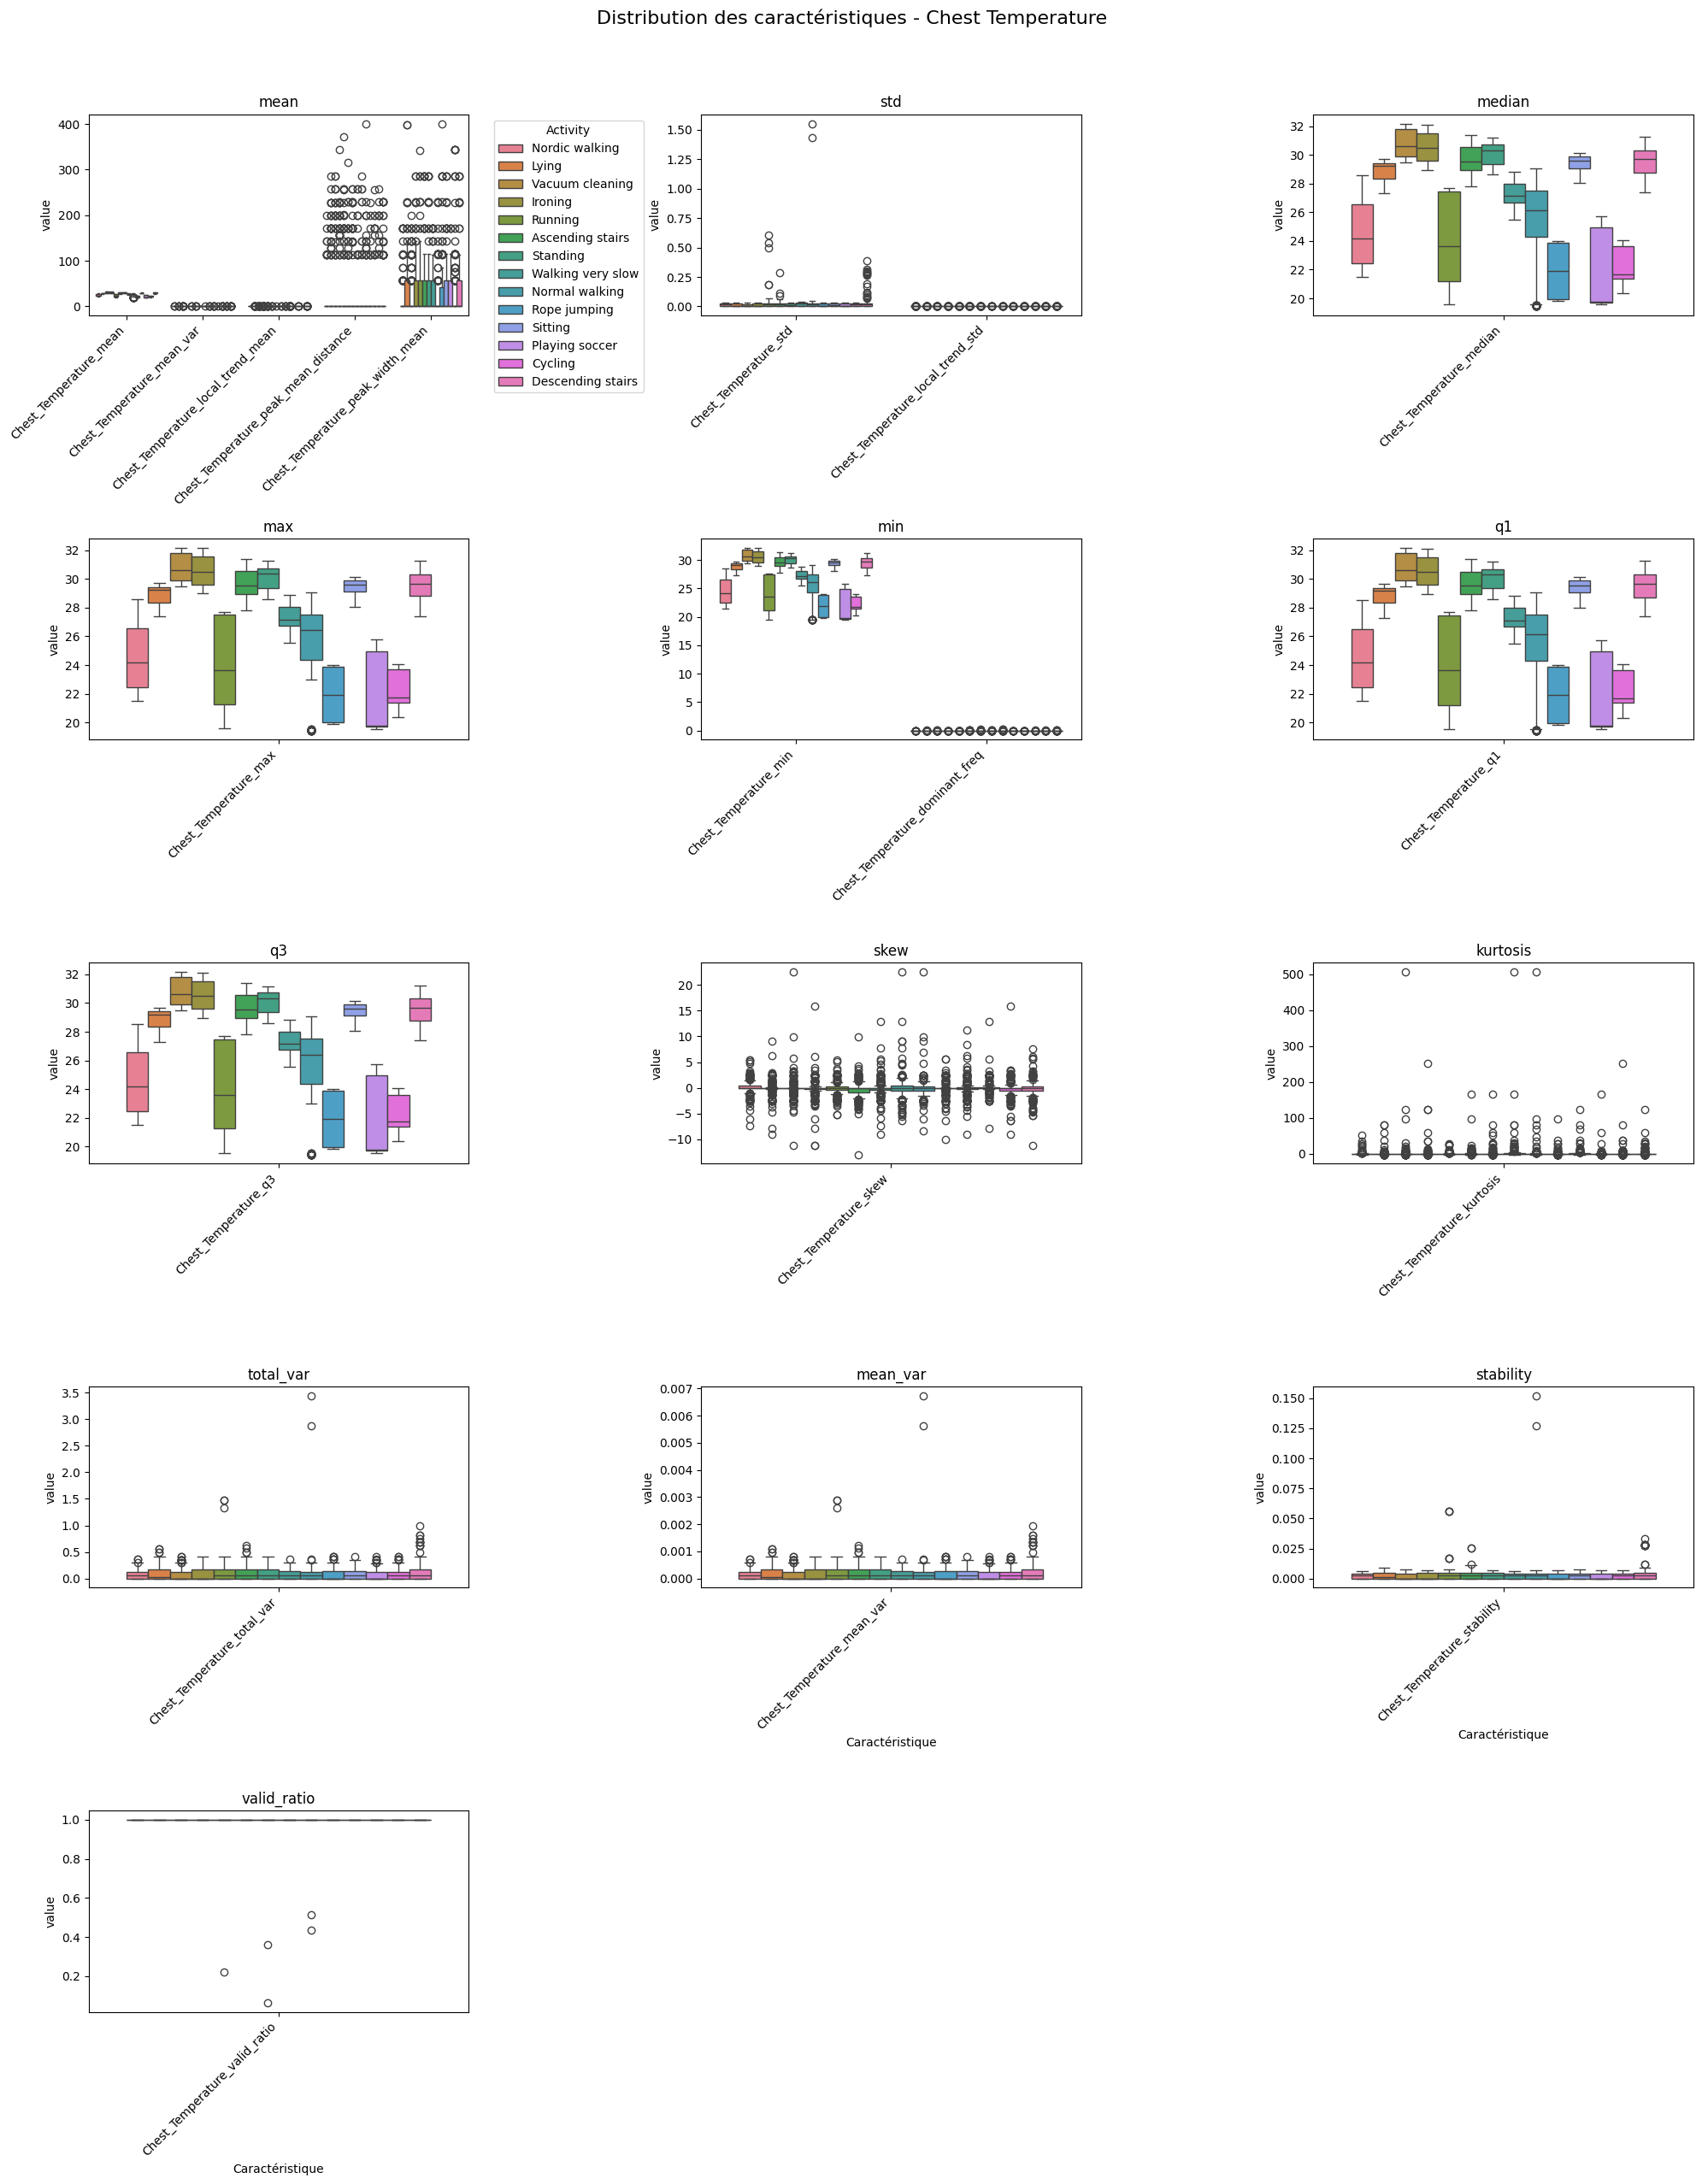 Distribution des caractéristiques - Chest Temperature
mean
value
400
300
200
100
0
Chest_Temperature_mean
Chest_Temperature_mean_var
Chest_Temperature_local_trend_mean
Chest_Temperature_peak_mean_distance
Chest_Temperature_peak_width_mean
Activity
Nordic walking
Lying
Vacuum cleaning
Ironing
Running
Ascending stairs
Standing
Walking very slow
Normal walking
Rope jumping
Sitting
Playing soccer
Cycling
Descending stairs
std
value
1.50
1.25
1.00
0.75
0.50
0.25
0.00
Chest_Temperature_std
Chest_Temperature_local_trend_std
median
value
32
30
28
26
24
22
20
Chest_Temperature_median
max
value
32
30
28
26
24
22
20
Chest_Temperature_max
min
value
30
25
20
15
10
5
0
Chest_Temperature_min
Chest_Temperature_dominant_freq
q1
value
32
30
28
26
24
22
20
Chest_Temperature_q1
q3
value
32
30
28
26
24
22
20
Chest_Temperature_q3
skew
value
20
15
10
5
0
−5
−10
Chest_Temperature_skew
kurtosis
value
500
400
300
200
100
0
Chest_Temperature_kurtosis
total_var
value
3.5
3.0
2.5
2.0
1.5
1.0
0.5
0.0
Chest_Temperature_total_var
mean_var
value
0.007
0.006
0.005
0.004
0.003
0.002
0.001
0.000
Chest_Temperature_mean_var
Caractéristique
stability
value
0.150
0.125
0.100
0.075
0.050
0.025
0.000
Chest_Temperature_stability
Caractéristique
valid_ratio
value
1.0
0.8
0.6
0.4
0.2
Chest_Temperature_valid_ratio
Caractéristique